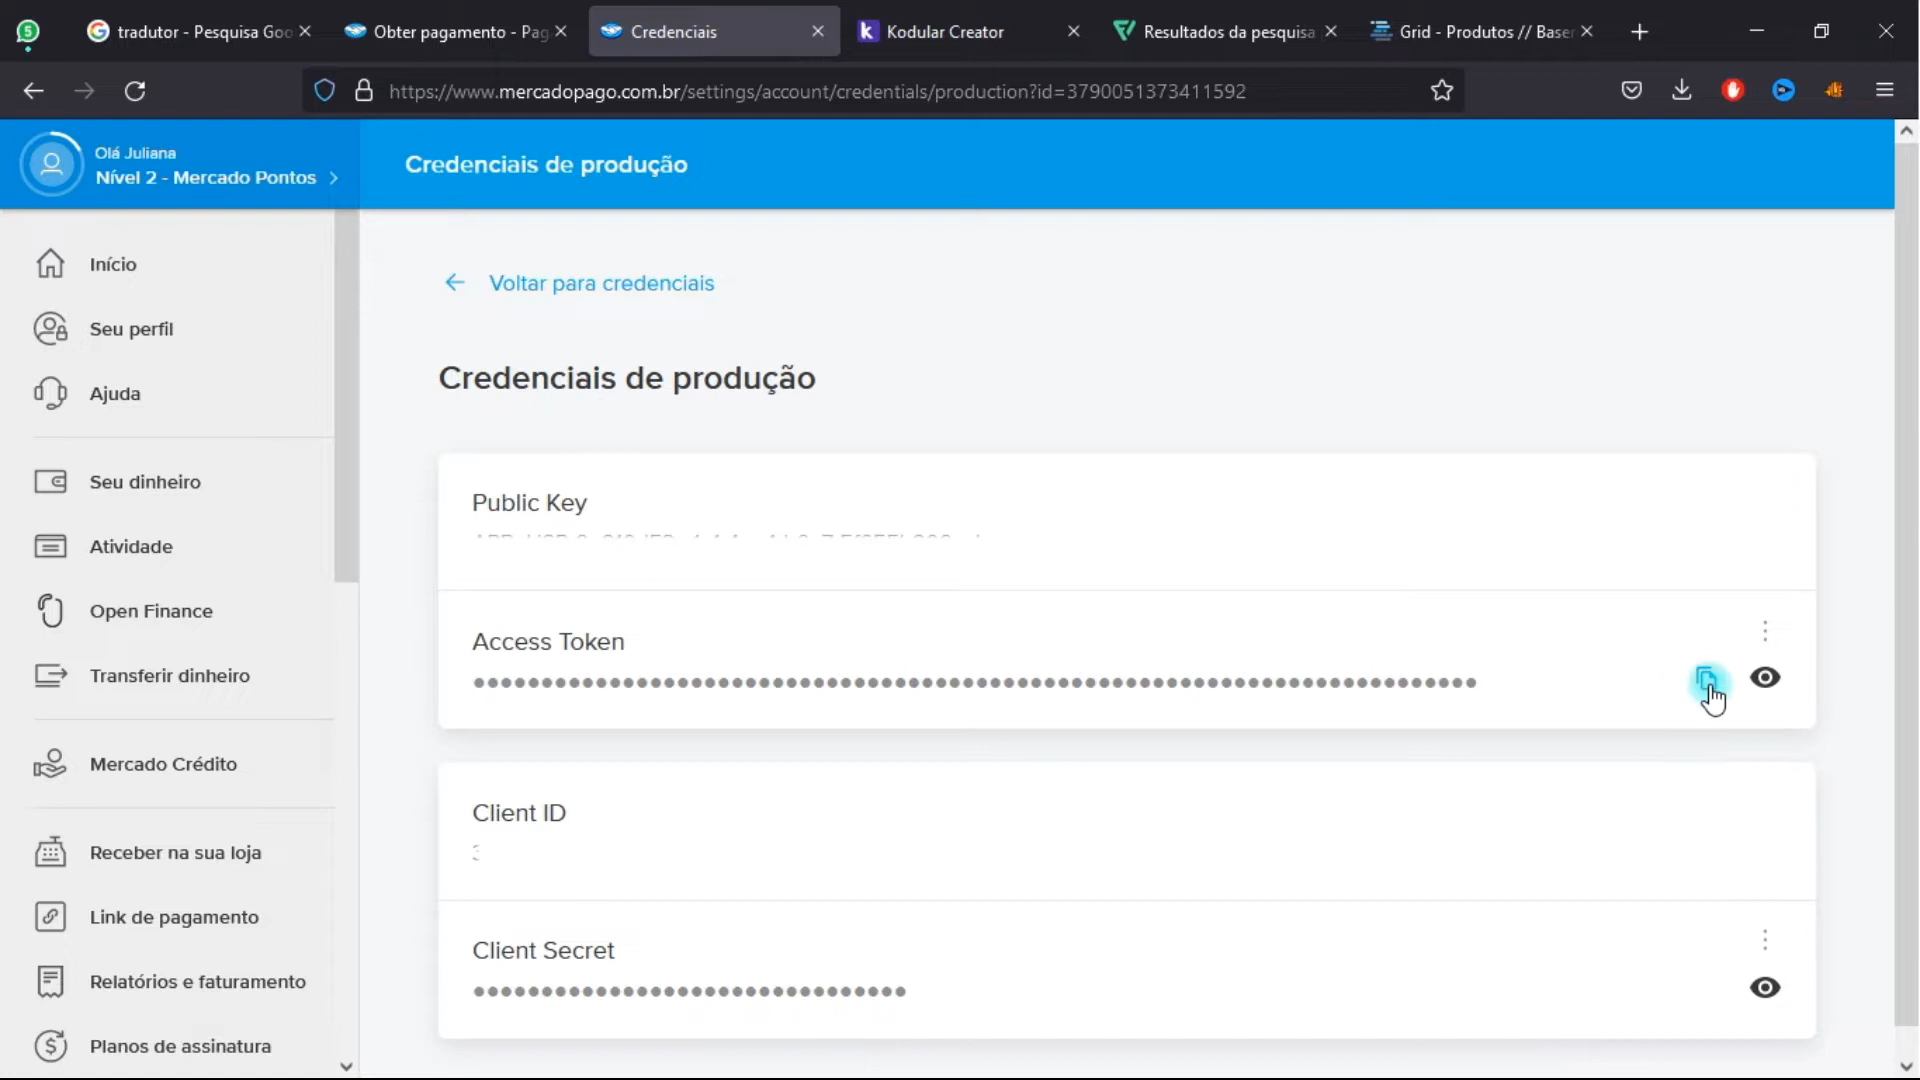 5
tradutor - Pesquisa Goo
Obter pagamento - Pag
Credenciais
Kodular Creator
Resultados da pesquisa
Grid - Produtos // Baser
https://www.mercadopago.com.br/settings/account/credentials/production?id=3790051373411592
Olá Juliana
Nível 2 - Mercado Pontos
Credenciais de produção
Início
Seu perfil
Ajuda
Seu dinheiro
Atividade
Open Finance
Transferir dinheiro
Mercado Crédito
Receber na sua loja
Link de pagamento
Relatórios e faturamento
Planos de assinatura
Voltar para credenciais
Credenciais de produção
Public Key
Access Token
Client ID
Client Secret